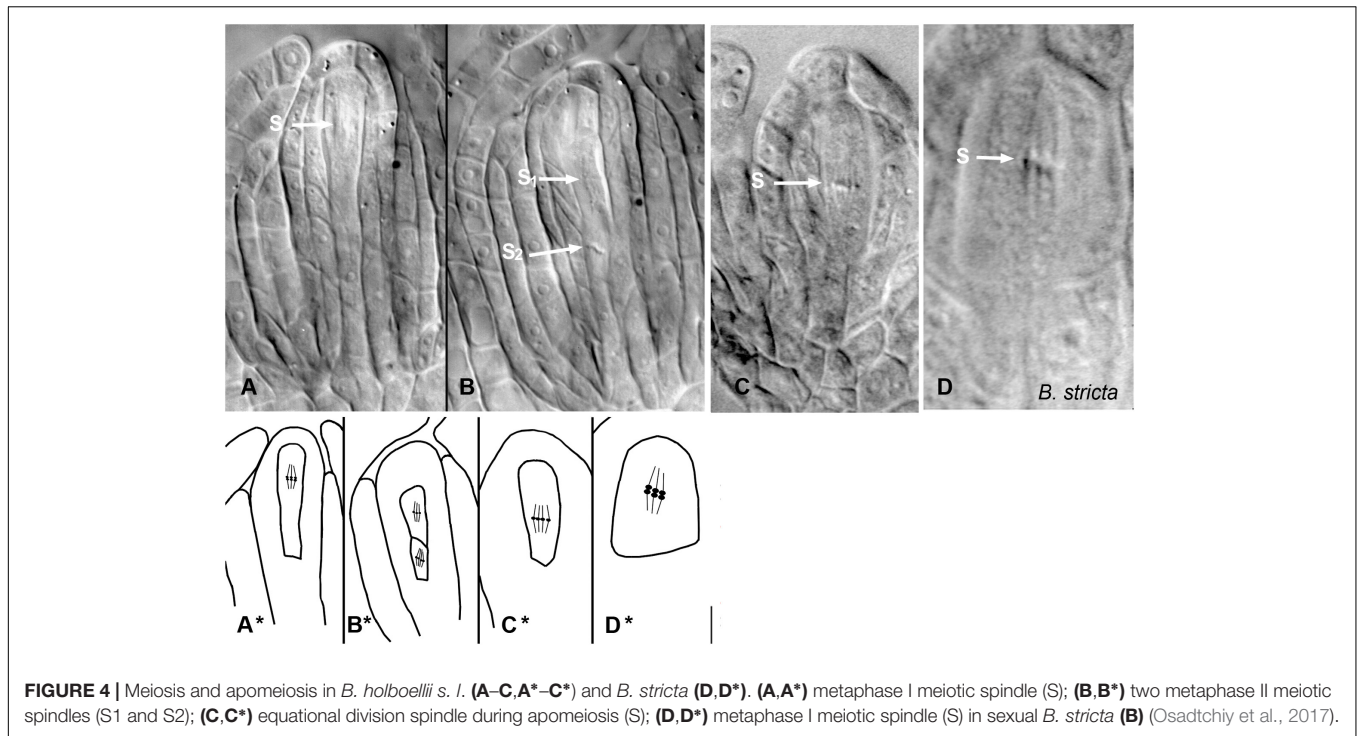 S
A
S1
S2
B
S
C
S
D
B. stricta
A*
B*
C*
D*
FIGURE 4 | Meiosis and apomeiosis in B. holboellii s. l. (A–C,A*–C*) and B. stricta (D,D*). (A,A*) metaphase I meiotic spindle (S); (B,B*) two metaphase II meiotic
spindles (S1 and S2); (C,C*) equational division spindle during apomeiosis (S); (D,D*) metaphase I meiotic spindle (S) in sexual B. stricta (B) (Osadtchiy et al., 2017).